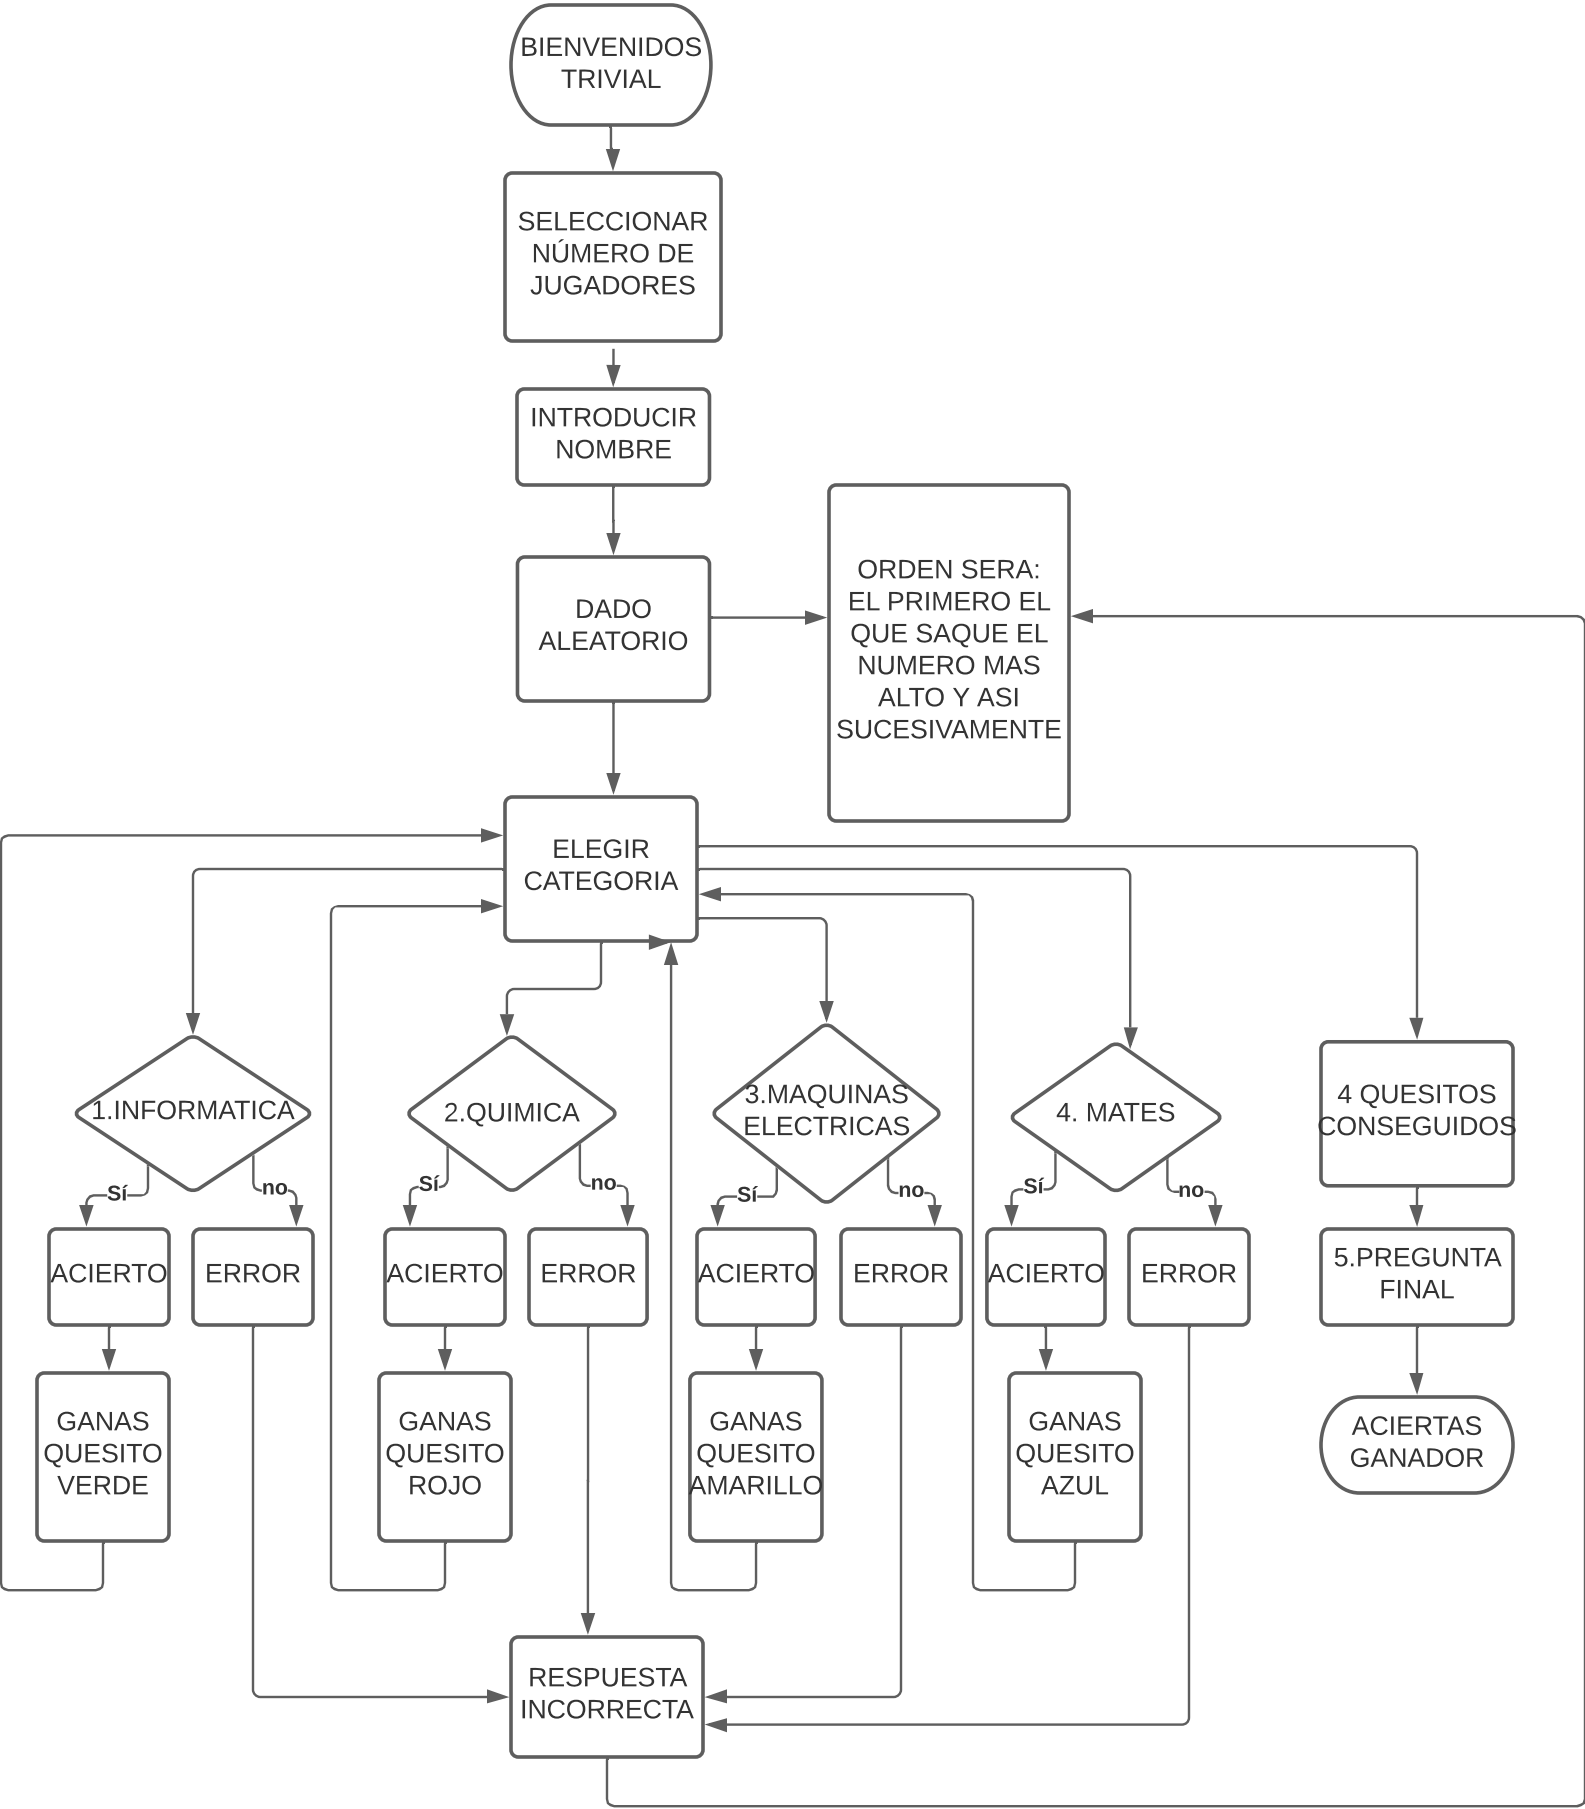 BIENVENIDOS
TRIVIAL
SELECCIONAR
NÚMERO DE
JUGADORES
INTRODUCIR
NOMBRE
DADO
ALEATORIO
ORDEN SERA:
EL PRIMERO EL
QUE SAQUE EL
NUMERO MAS
ALTO Y ASI
SUCESIVAMENTE
ELEGIR
CATEGORIA
1.INFORMATICA
2.QUIMICA
3.MAQUINAS
ELECTRICAS
4. MATES
4 QUESITOS
CONSEGUIDOS
Sí
no
Sí
no
Sí
no
Sí
no
ACIERTO
ERROR
ACIERTO
ERROR
ACIERTO
ERROR
ACIERTO
ERROR
5.PREGUNTA
FINAL
GANAS
QUESITO
VERDE
GANAS
QUESITO
ROJO
GANAS
QUESITO
AMARILLO
GANAS
QUESITO
AZUL
ACIERTAS
GANADOR
RESPUESTA
INCORRECTA